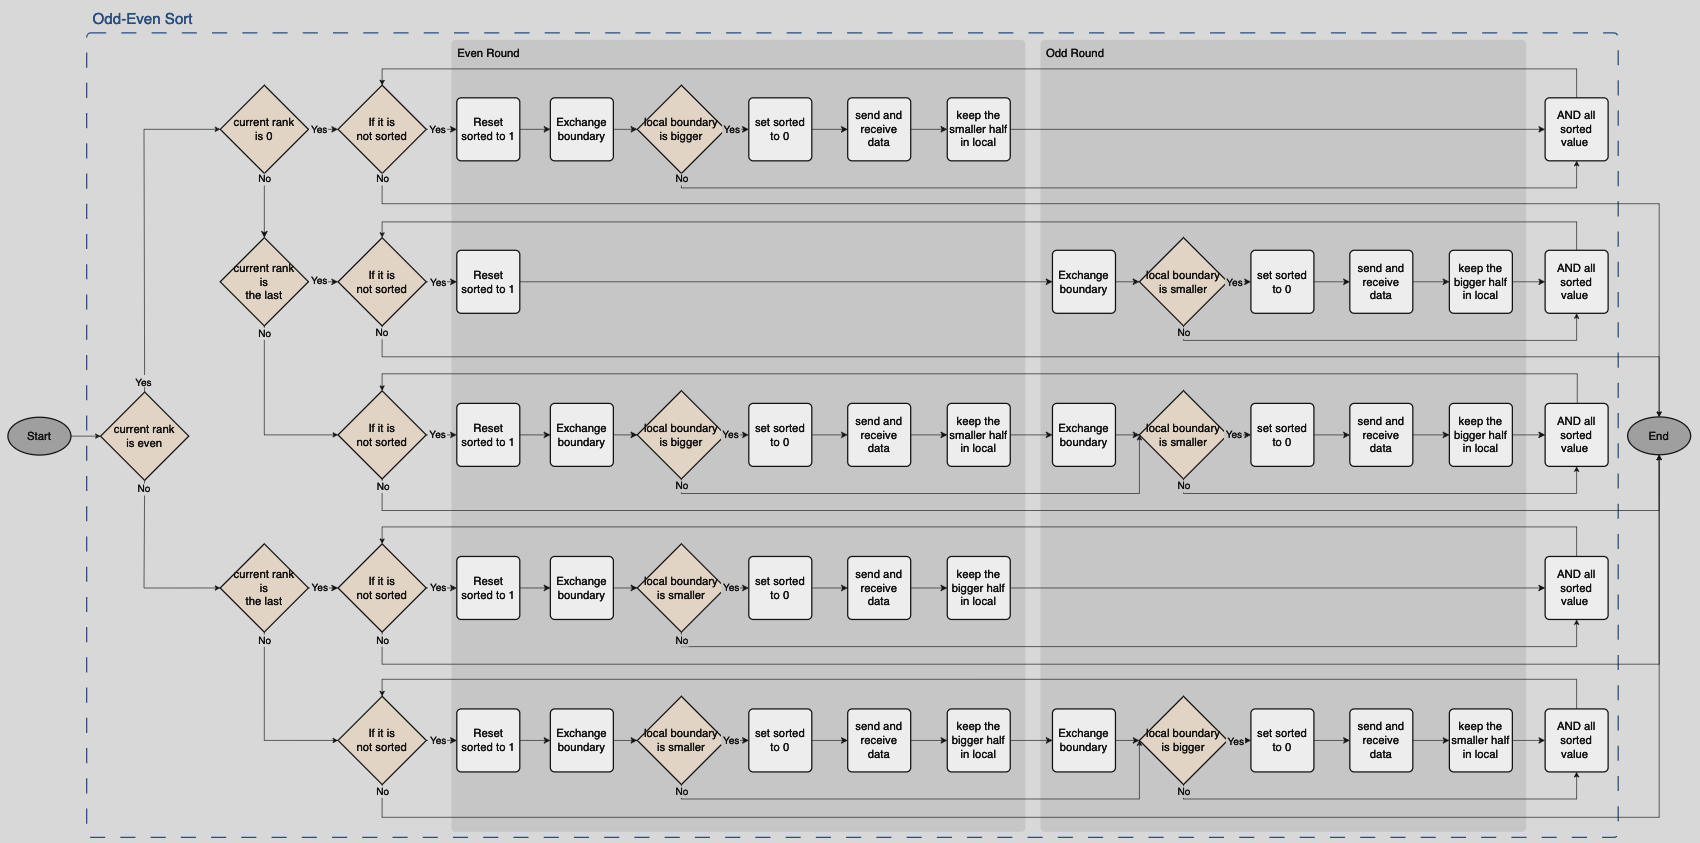 Odd-Even Sort
Even Round
Odd Round
current rank
is 0
Yes
If it is
not sorted
Yes
Reset
sorted to 1
Exchange
boundary
local boundary
is bigger
Yes
set sorted
to 0
send and
receive
data
keep the
smaller half
in local
AND all
sorted
value
No
No
No
current rank
is
the last
Yes
If it is
not sorted
Yes
Reset
sorted to 1
Exchange
boundary
local boundary
is smaller
Yes
set sorted
to 0
send and
receive
data
keep the
bigger half
in local
AND all
sorted
value
No
No
No
Yes
Start
current rank
is even
No
If it is
not sorted
Yes
Reset
sorted to 1
Exchange
boundary
local boundary
is bigger
Yes
set sorted
to 0
send and
receive
data
keep the
smaller half
in local
Exchange
boundary
local boundary
is smaller
Yes
set sorted
to 0
send and
receive
data
keep the
bigger half
in local
AND all
sorted
value
End
No
No
No
current rank
is
the last
Yes
If it is
not sorted
Yes
Reset
sorted to 1
Exchange
boundary
local boundary
is smaller
Yes
set sorted
to 0
send and
receive
data
keep the
bigger half
in local
AND all
sorted
value
No
No
No
If it is
not sorted
Yes
Reset
sorted to 1
Exchange
boundary
local boundary
is smaller
Yes
set sorted
to 0
send and
receive
data
keep the
bigger half
in local
Exchange
boundary
local boundary
is bigger
Yes
set sorted
to 0
send and
receive
data
keep the
smaller half
in local
AND all
sorted
value
No
No
No